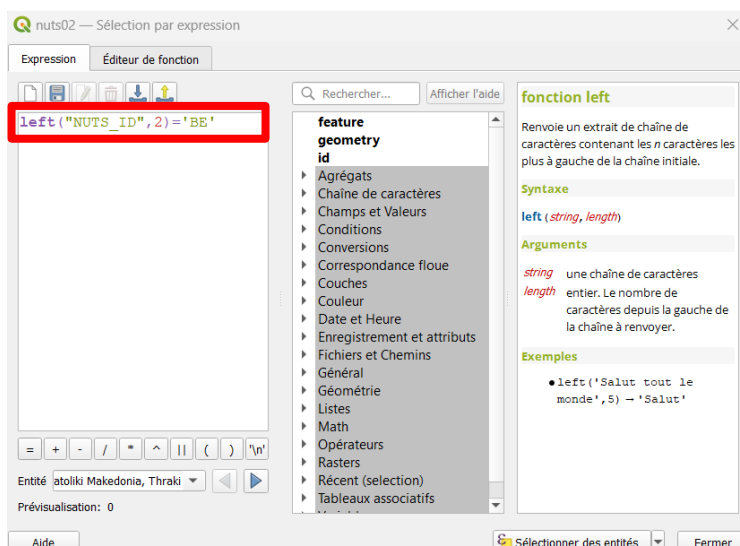 nuts02 — Sélection par expression
Expression
Éditeur de fonction
left("NUTS_ID",2)='BE'
= + - / * ^ || ( ) '\n'
Entité atoliki Makedonia, Thraki
Prévisualisation: 0
Rechercher...
Afficher l'aide
feature
geometry
id
Agrégats
Chaîne de caractères
Champs et Valeurs
Conditions
Conversions
Correspondance floue
Couches
Couleur
Date et Heure
Enregistrement et attributs
Fichiers et Chemins
Général
Géométrie
Listes
Math
Opérateurs
Rasters
Récent (selection)
Tableaux associatifs
fonction left
Renvoie un extrait de chaîne de
caractères contenant les n caractères les
plus à gauche de la chaîne initiale.
Syntaxe
left (string, length)
Arguments
string une chaîne de caractères
length entier. Le nombre de
caractères depuis la gauche de
la chaîne à renvoyer.
Exemples
● left('Salut tout le
monde',5) → 'Salut'
Aide
Sélectionner des entités
Fermer